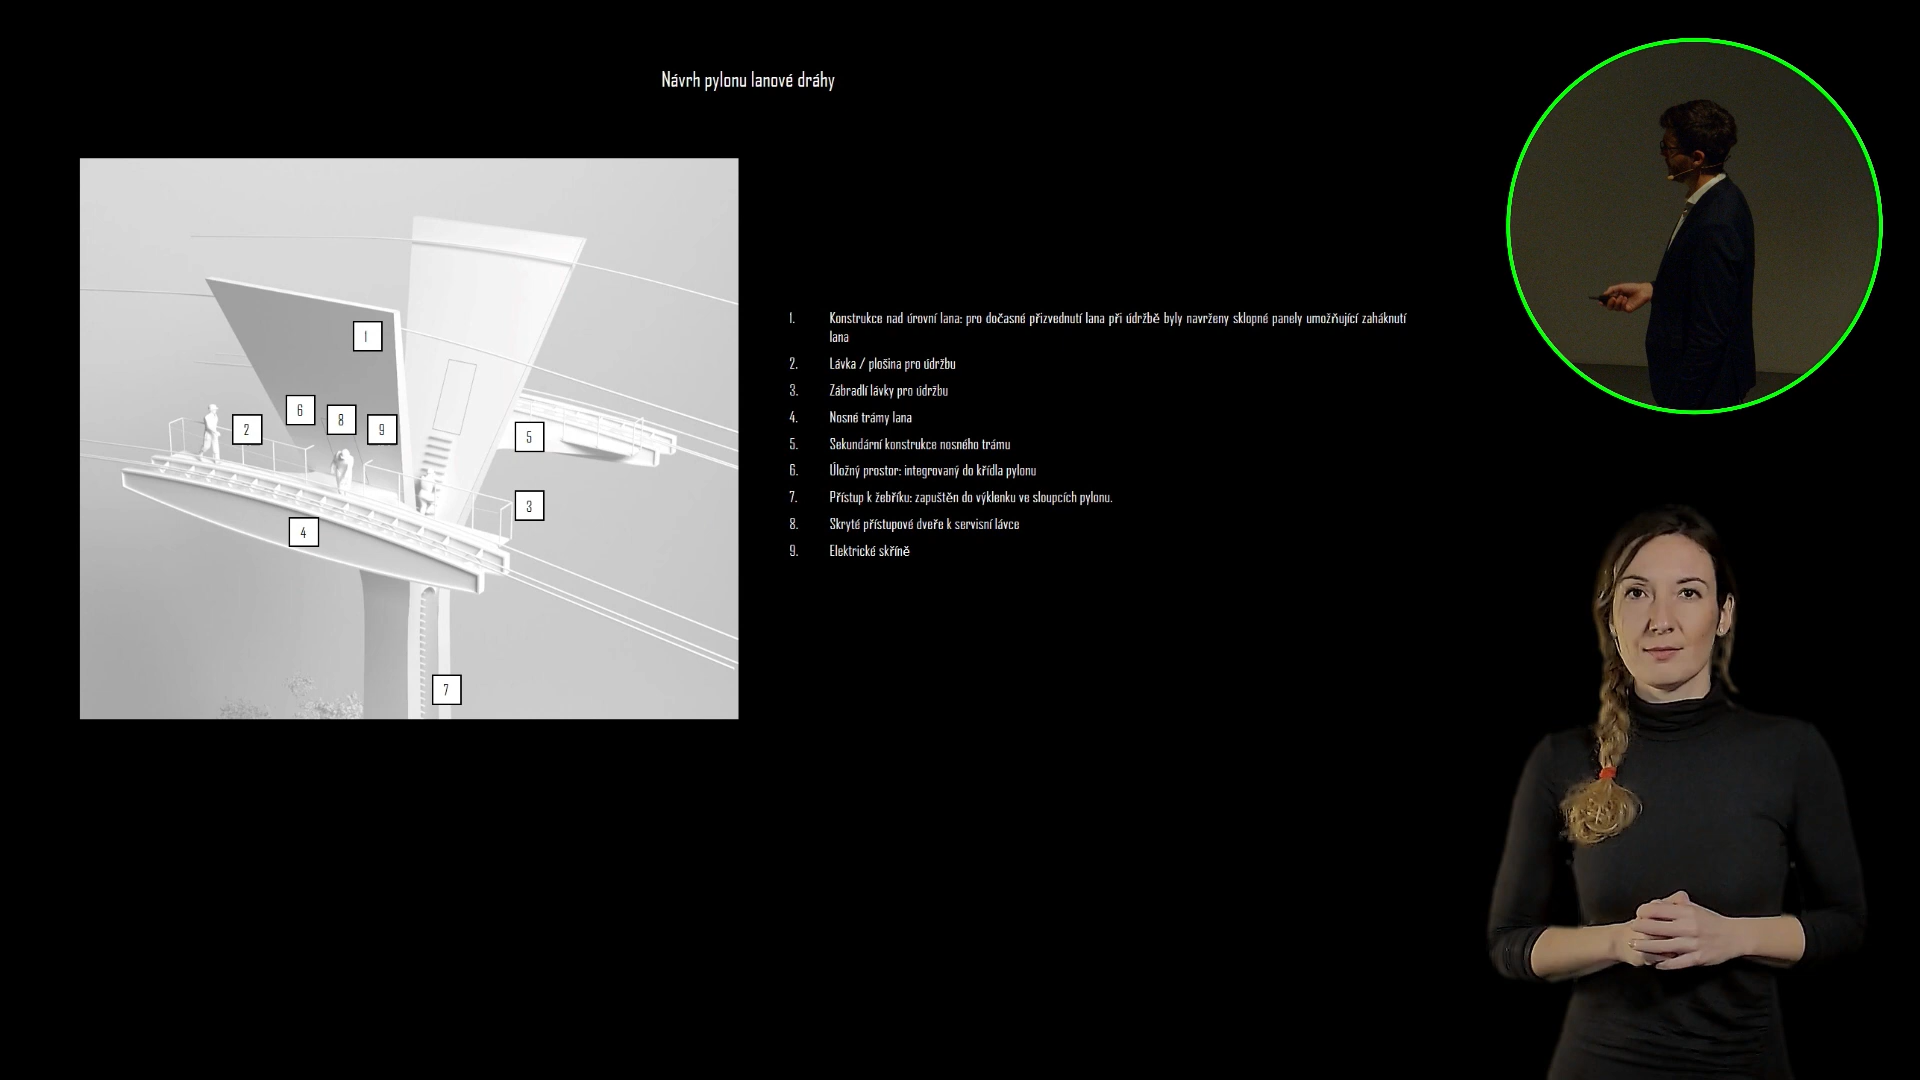 Návrh pylonu lanové dráhy
1
6
8
9
2
5
3
4
7
1. Konstrukce nad úrovní lana: pro dočasné přizvednutí lana při údržbě byly navrženy sklopné panely umožňující zaháknutí
lana
2. Lávka / plošina pro údržbu
3. Zábradlí lávky pro údržbu
4. Nosné trámy lana
5. Sekundární konstrukce nosného trámu
6. Úložný prostor: integrovaný do křídla pylonu
7. Přístup k žebříku: zapuštěn do výklenku ve sloupcích pylonu.
8. Skryté přístupové dveře k servisní lávce
9. Elektrické skříně